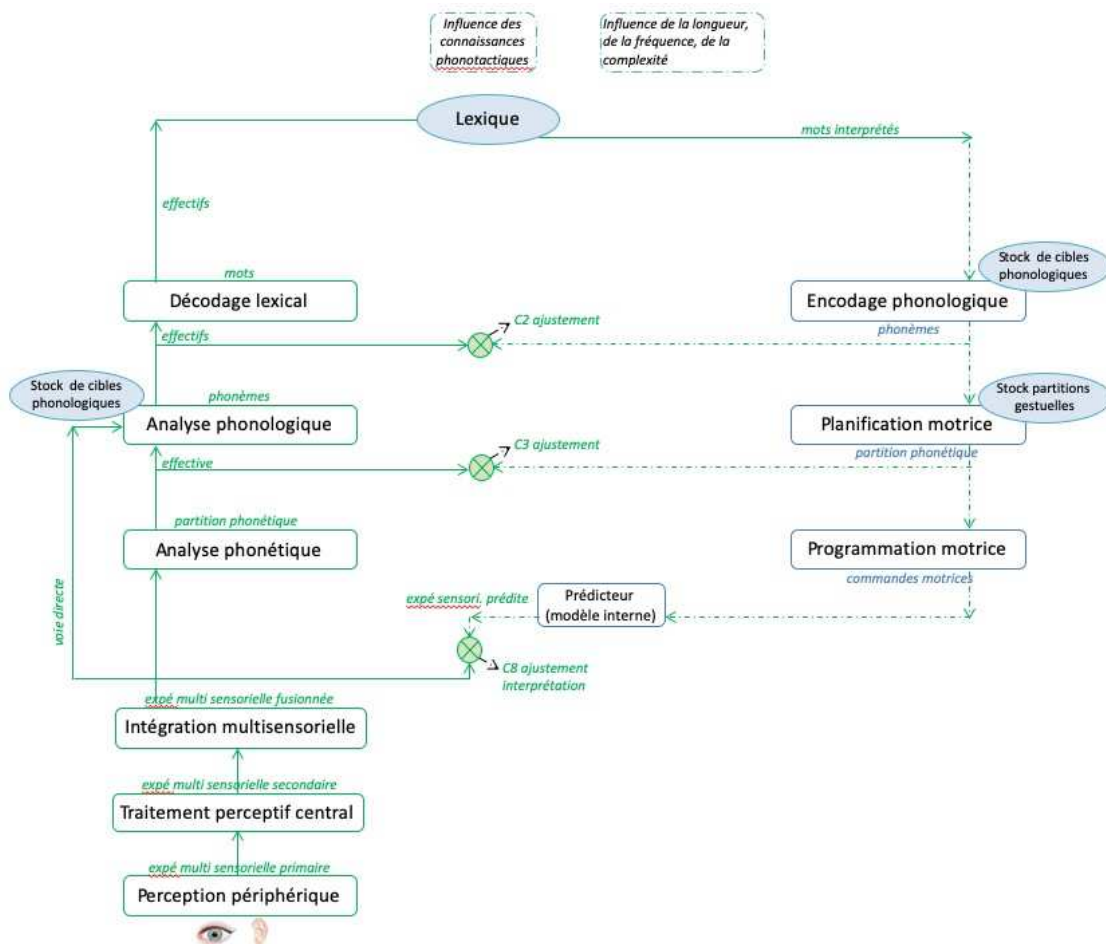 Influence des
connaissances
phonotactiques
Influence de la longueur,
de la fréquence, de la
complexité
Lexique
mots interprétés
effectifs
mots
Décodage lexical
Stock de cibles
phonologiques
Encodage phonologique
phonèmes
effectifs
C2 ajustement
Stock de cibles
phonologiques
phonèmes
Analyse phonologique
Stock partitions
gestuelles
Planification motrice
partition phonétique
effective
C3 ajustement
partition phonétique
Analyse phonétique
Programmation motrice
commandes motrices
voie directe
expé sensori. prédite
Prédicteur
(modèle interne)
C8 ajustement
interprétation
expé multi sensorielle fusionnée
Intégration multisensorielle
expé multi sensorielle secondaire
Traitement perceptif central
expé multi sensorielle primaire
Perception périphérique